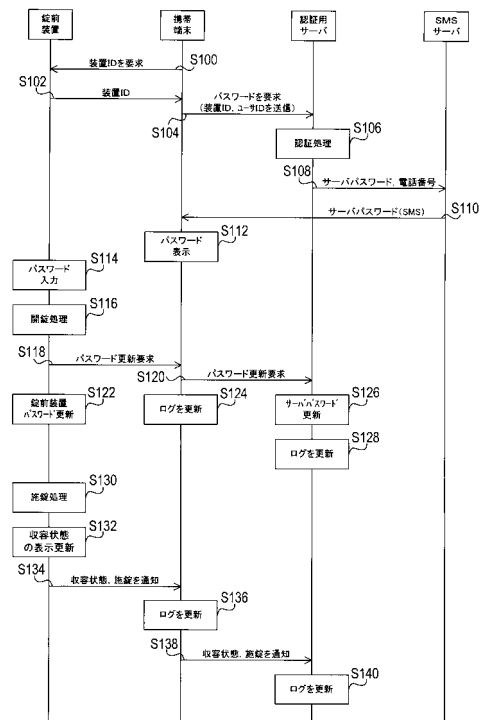 錠前
装置
携帯
端末
認証用
サーバ
SMS
サーバ
装置IDを要求
S100
S102
装置ID
パスワードを要求
(装置ID、ユーザIDを送信)
S104
S106
認証処理
S108
サーバパスワード、電話番号
サーバパスワード(SMS)
S110
S112
パスワード
表示
S114
パスワード
入力
S116
開錠処理
S118
パスワード更新要求
S120
パスワード更新要求
S122
錠前装置
パスワード更新
S124
ログを更新
S126
サーバパスワード
更新
S128
ログを更新
S130
施錠処理
S132
収容状態
の表示更新
S134
収容状態、施錠を通知
S136
ログを更新
S138
収容状態、施錠を通知
S140
ログを更新